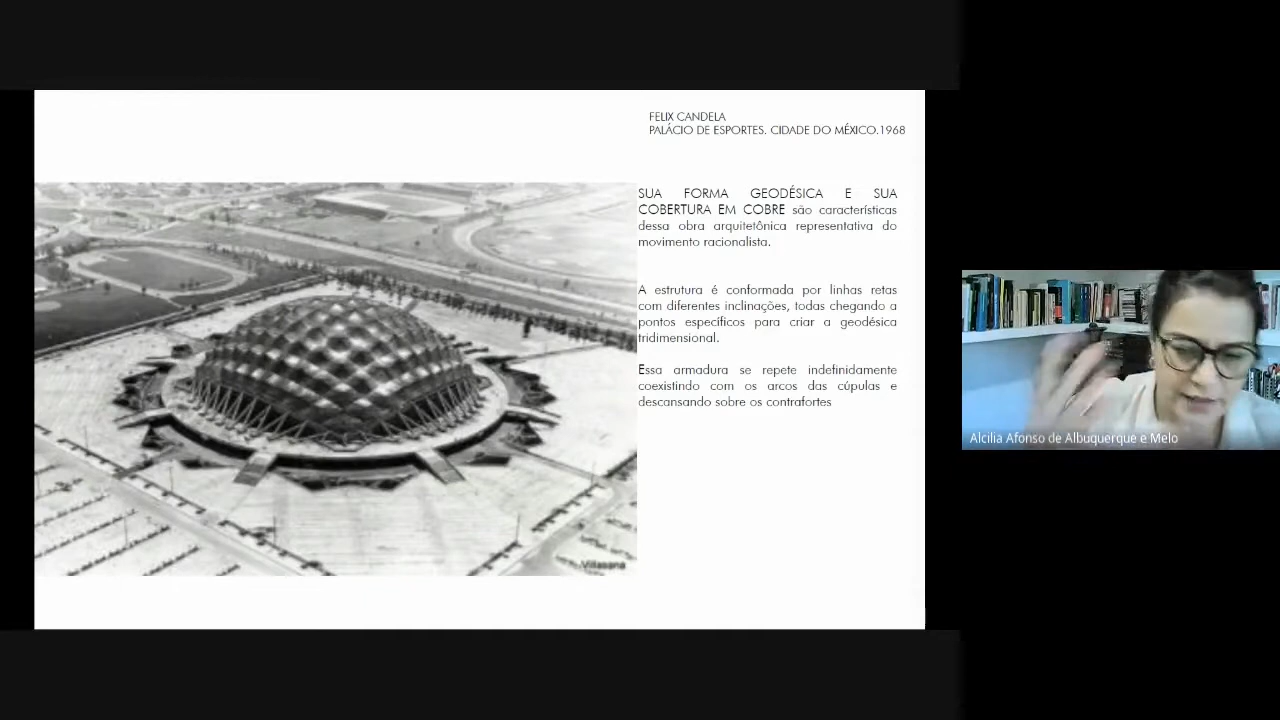 FELIX CANDELA
PALÁCIO DE ESPORTES. CIDADE DO MÉXICO.1968
SUA FORMA GEODÉSICA E SUA
COBERTURA EM COBRE são características
dessa obra arquitetônica representativa do
movimento racionalista.
A estrutura é conformada por linhas retas
com diferentes inclinações, todas chegando a
pontos específicos para criar a geodésica
tridimensional.
Essa armadura se repete indefinidamente
coexistindo com os arcos das cúpulas e
descansando sobre os contrafortes
Villasana
Alcilia Afonso de Albuquerque e Melo